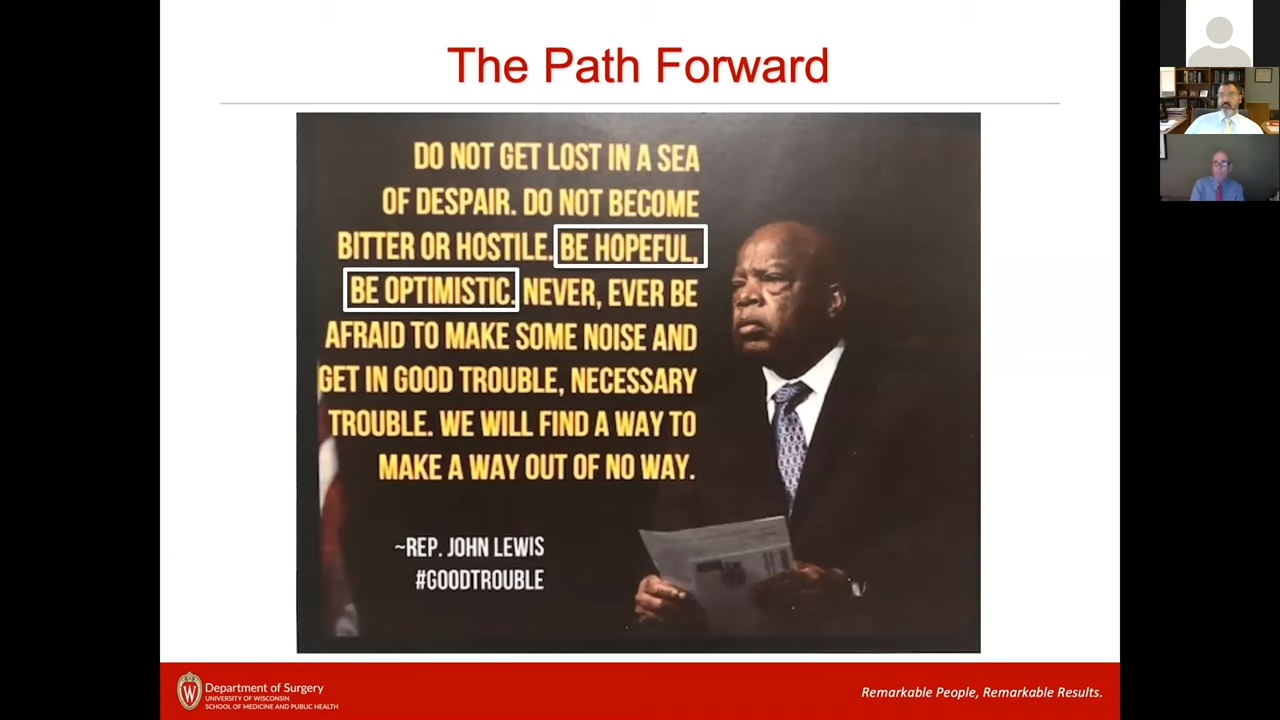 The Path Forward
DO NOT GET LOST IN A SEA
OF DESPAIR. DO NOT BECOME
BITTER OR HOSTILE. BE HOPEFUL,
BE OPTIMISTIC. NEVER, EVER BE
AFRAID TO MAKE SOME NOISE AND
GET IN GOOD TROUBLE, NECESSARY
TROUBLE. WE WILL FIND A WAY TO
MAKE A WAY OUT OF NO WAY.
~REP. JOHN LEWIS
#GOODTROUBLE
W
Department of Surgery
UNIVERSITY OF WISCONSIN
SCHOOL OF MEDICINE AND PUBLIC HEALTH
Remarkable People, Remarkable Results.